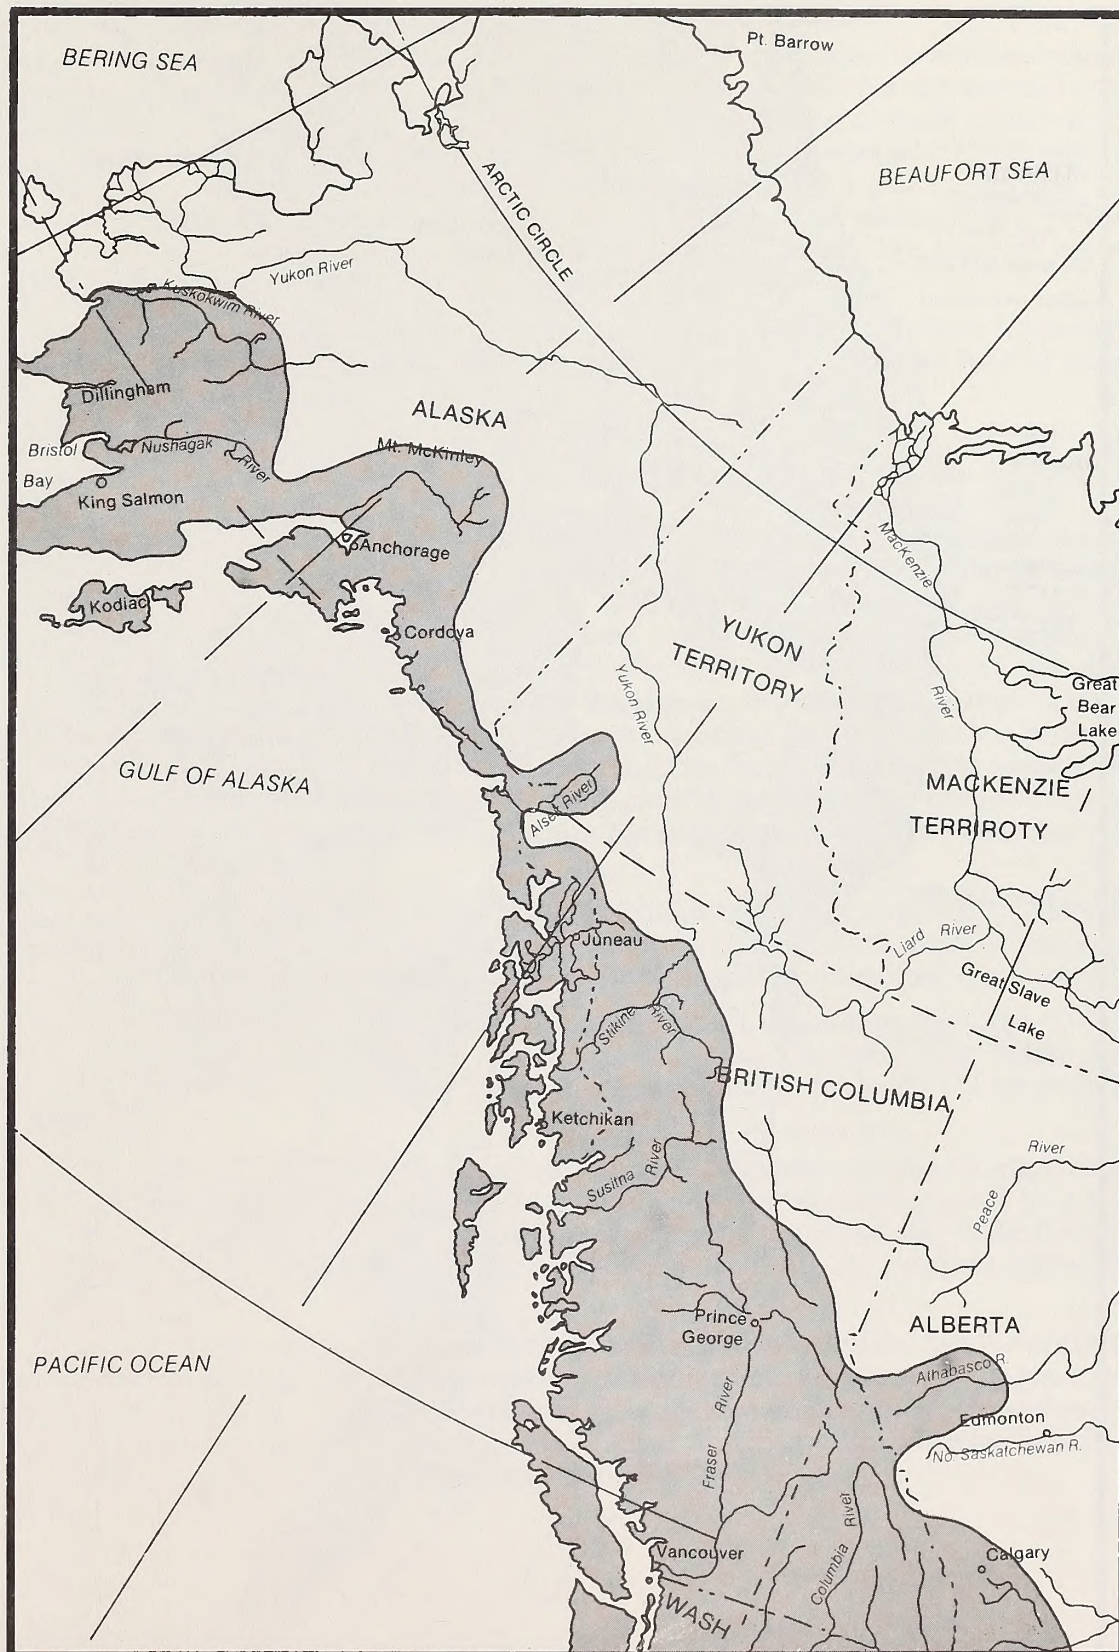 BERING SEA
Pt. Barrow
BEAUFORT SEA
ARCTIC CIRCLE
Yukon River
Kuskokwim River
Dillingham
ALASKA
Bristol
Bay
Nushagak
River
Mt. McKinley
King Salmon
Anchorage
MacKenzie
River
Kodiac
Cordova
YUKON
TERRITORY
Yukon River
Great
Bear
Lake
GULF OF ALASKA
MACKENZIE
TERRIROTY
Alsek River
Juneau
Liard River
Great Slave
Lake
Stikine River
BRITISH COLUMBIA
Ketchikan
Susitna River
Peace River
Prince
George
ALBERTA
PACIFIC OCEAN
Athabasco R.
Edmonton
No. Saskatchewan R.
Fraser River
Columbia River
Vancouver
Calgary
WASH